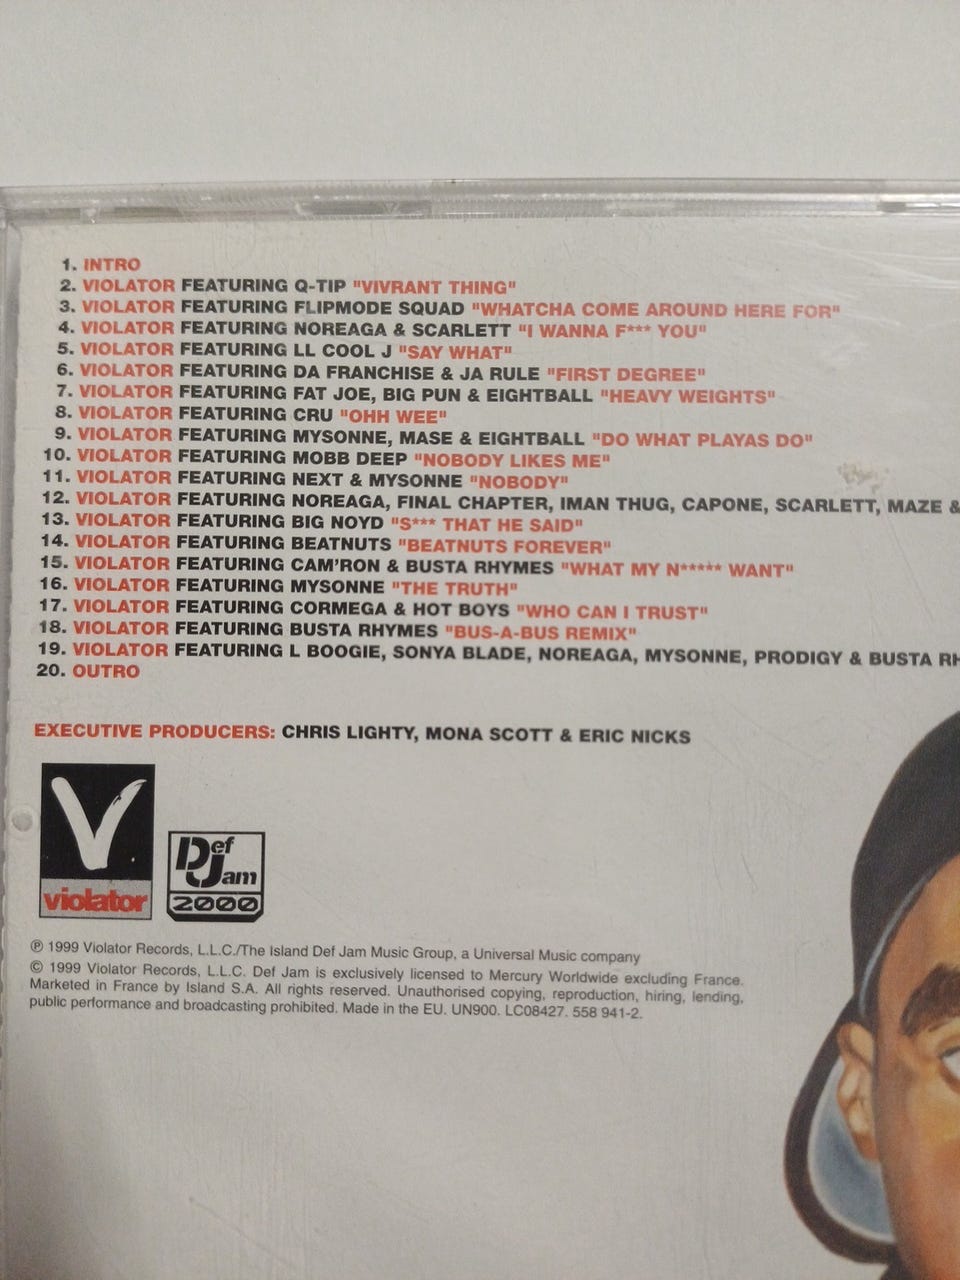 1. INTRO
2. VIOLATOR FEATURING Q-TIP "VIVRANT THING"
3. VIOLATOR FEATURING FLIPMODE SQUAD "WHATCHA COME AROUND HERE FOR"
4. VIOLATOR FEATURING NOREAGA & SCARLETT "I WANNA F*** YOU"
5. VIOLATOR FEATURING LL COOL J "SAY WHAT"
6. VIOLATOR FEATURING DA FRANCHISE & JA RULE "FIRST DEGREE"
7. VIOLATOR FEATURING FAT JOE, BIG PUN & EIGHTBALL "HEAVY WEIGHTS"
8. VIOLATOR FEATURING CRU "OHH WEE"
9. VIOLATOR FEATURING MYSONNE, MASE & EIGHTBALL "DO WHAT PLAYAS DO"
10. VIOLATOR FEATURING MOBB DEEP "NOBODY LIKES ME"
11. VIOLATOR FEATURING NEXT & MYSONNE "NOBODY"
12. VIOLATOR FEATURING NOREAGA, FINAL CHAPTER, IMAN THUG, CAPONE, SCARLETT, MAZE &
13. VIOLATOR FEATURING BIG NOYD "S*** THAT HE SAID"
14. VIOLATOR FEATURING BEATNUTS "BEATNUTS FOREVER"
15. VIOLATOR FEATURING CAM'RON & BUSTA RHYMES "WHAT MY N***** WANT"
16. VIOLATOR FEATURING MYSONNE "THE TRUTH"
17. VIOLATOR FEATURING CORMEGA & HOT BOYS "WHO CAN I TRUST"
18. VIOLATOR FEATURING BUSTA RHYMES "BUS-A-BUS REMIX"
19. VIOLATOR FEATURING L BOOGIE, SONYA BLADE, NOREAGA, MYSONNE, PRODIGY & BUSTA RH
20. OUTRO
EXECUTIVE PRODUCERS: CHRIS LIGHTY, MONA SCOTT & ERIC NICKS
V
violator
Def
Jam
2000
℗ 1999 Violator Records, L.L.C./The Island Def Jam Music Group, a Universal Music company
© 1999 Violator Records, L.L.C. Def Jam is exclusively licensed to Mercury Worldwide excluding France.
Marketed in France by Island S.A. All rights reserved. Unauthorised copying, reproduction, hiring, lending,
public performance and broadcasting prohibited. Made in the EU. UN900. LC08427. 558 941-2.